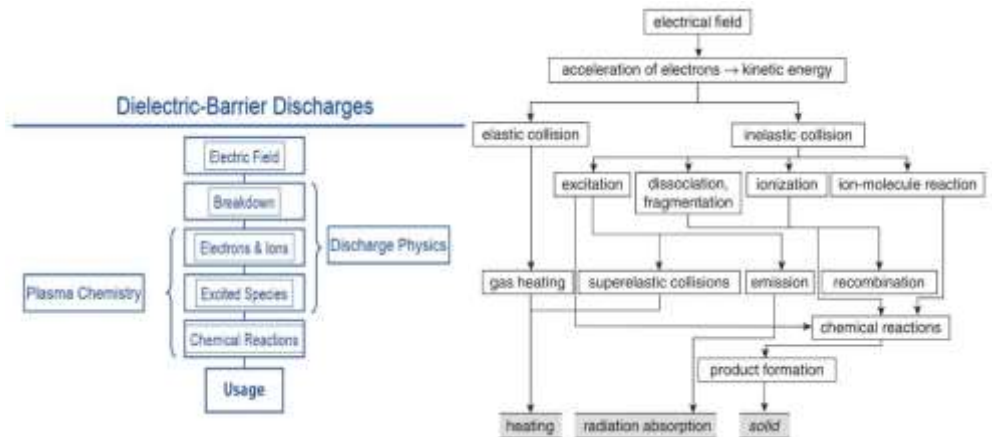 Dielectric-Barrier Discharges
Electric Field
Breakdown
Electrons & Ions
Discharge Physics
Plasma Chemistry
Excited Species
Chemical Reactions
Usage
electrical field
acceleration of electrons → kinetic energy
elastic collision
inelastic collision
excitation
dissociation,
fragmentation
ionization
ion-molecule reaction
gas heating
superelastic collisions
emission
recombination
chemical reactions
product formation
heating
radiation absorption
solid